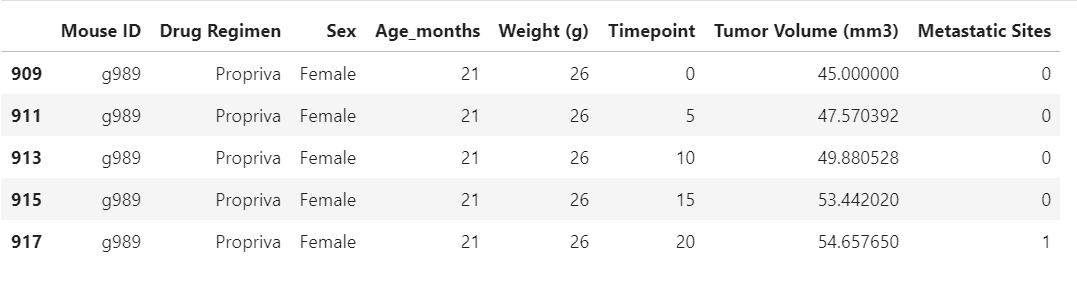 Mouse ID Drug Regimen Sex Age_months Weight (g) Timepoint Tumor Volume (mm3) Metastatic Sites
909 g989 Propriva Female 21 26 0 45.000000 0
911 g989 Propriva Female 21 26 5 47.570392 0
913 g989 Propriva Female 21 26 10 49.880528 0
915 g989 Propriva Female 21 26 15 53.442020 0
917 g989 Propriva Female 21 26 20 54.657650 1